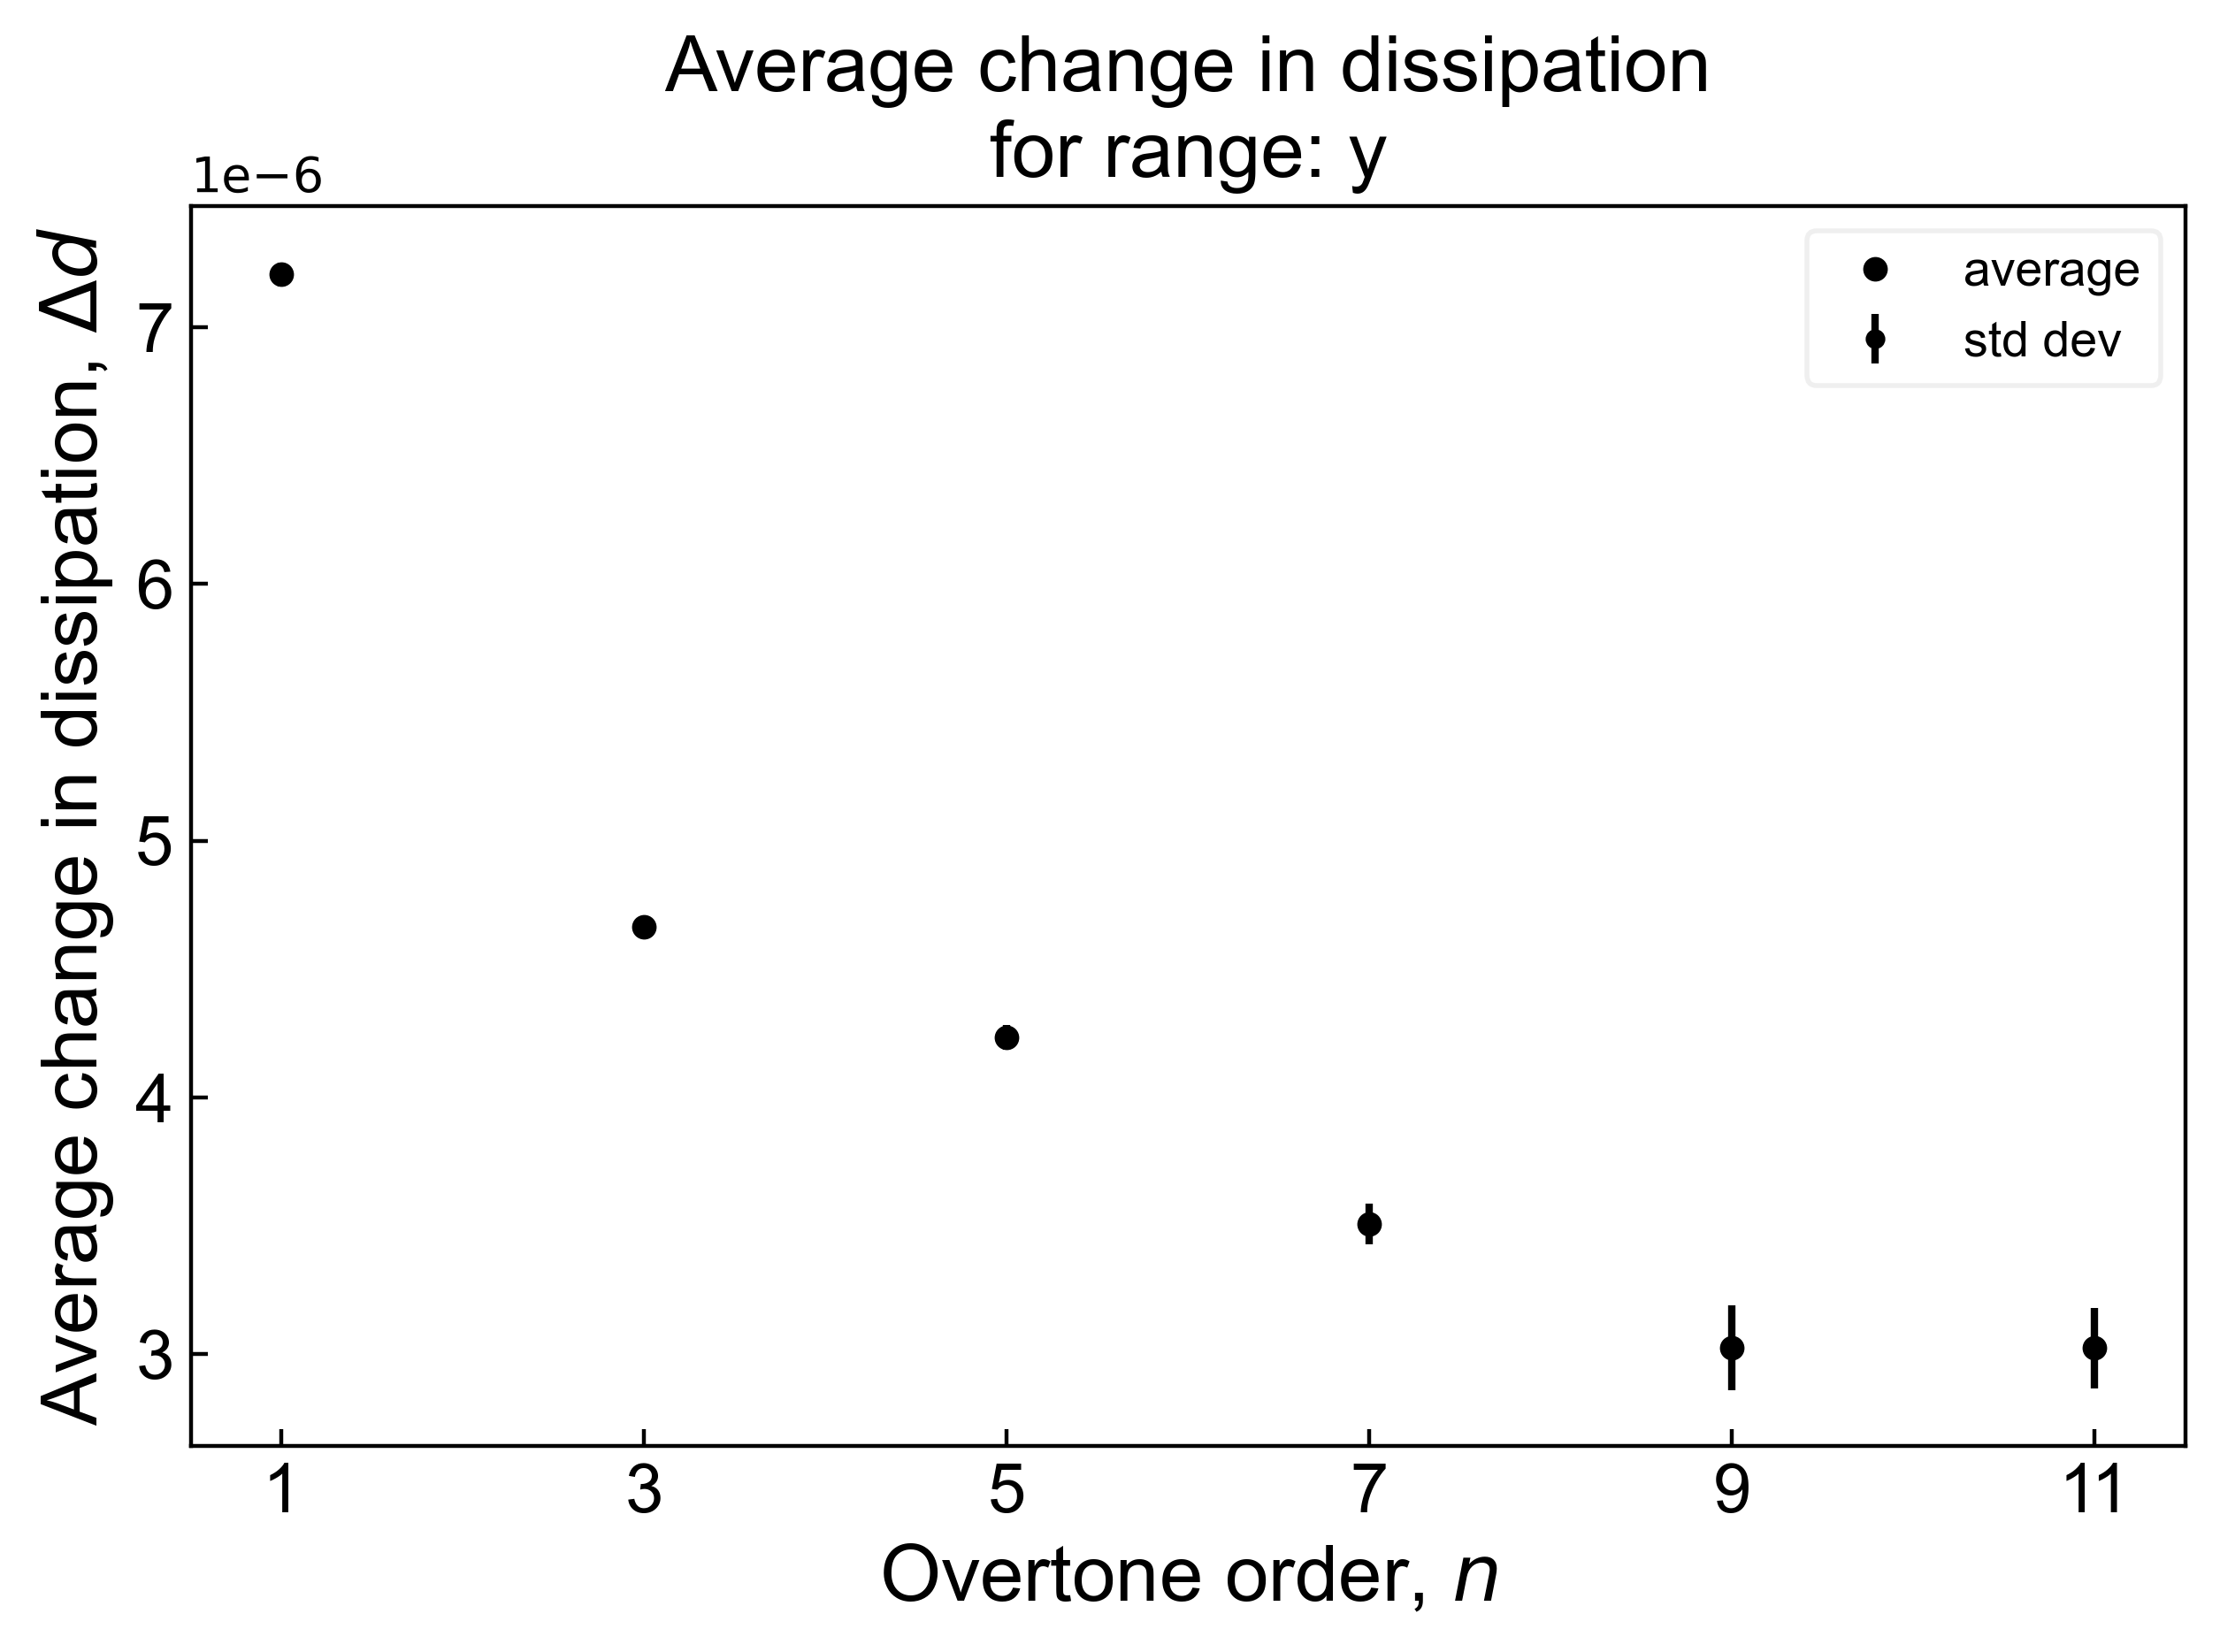 Average change in dissipation
for range: y
1e−6
Average change in dissipation, Δd
7
6
5
4
3
average
std dev
1 3 5 7 9 11
Overtone order, n